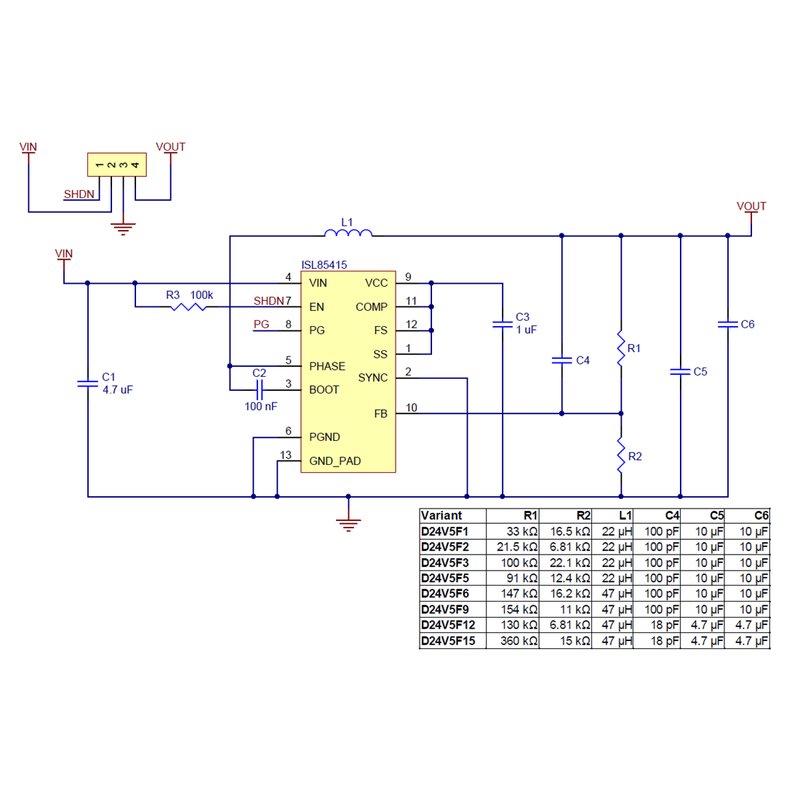 VIN
VOUT
1 2 3 4
SHDN
VOUT
L1
VIN
ISL85415
4 VIN VCC 9
R3 100k
SHDN 7 EN COMP 11
PG 8 PG FS 12
C3
1 uF
C6
SS 1
R1
5 PHASE
C4
C2
SYNC 2
C5
C1
4.7 uF
3 BOOT
100 nF
FB 10
6 PGND
R2
13 GND_PAD
Variant R1 R2 L1 C4 C5 C6
D24V5F1 33 kΩ 16.5 kΩ 22 µH 100 pF 10 µF 10 µF
D24V5F2 21.5 kΩ 6.81 kΩ 22 µH 100 pF 10 µF 10 µF
D24V5F3 100 kΩ 22.1 kΩ 22 µH 100 pF 10 µF 10 µF
D24V5F5 91 kΩ 12.4 kΩ 22 µH 100 pF 10 µF 10 µF
D24V5F6 147 kΩ 16.2 kΩ 47 µH 100 pF 10 µF 10 µF
D24V5F9 154 kΩ 11 kΩ 47 µH 100 pF 10 µF 10 µF
D24V5F12 130 kΩ 6.81 kΩ 47 µH 18 pF 4.7 µF 4.7 µF
D24V5F15 360 kΩ 15 kΩ 47 µH 18 pF 4.7 µF 4.7 µF